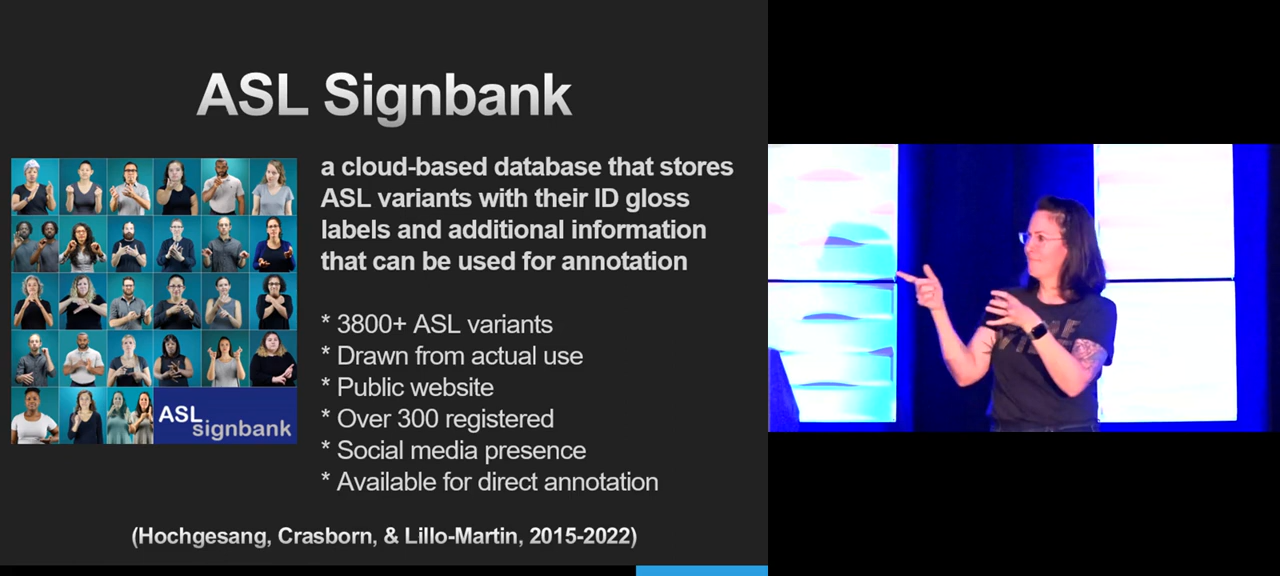 ASL Signbank
a cloud-based database that stores
ASL variants with their ID gloss
labels and additional information
that can be used for annotation
* 3800+ ASL variants
* Drawn from actual use
* Public website
* Over 300 registered
* Social media presence
* Available for direct annotation
ASL
signbank
(Hochgesang, Crasborn, & Lillo-Martin, 2015-2022)